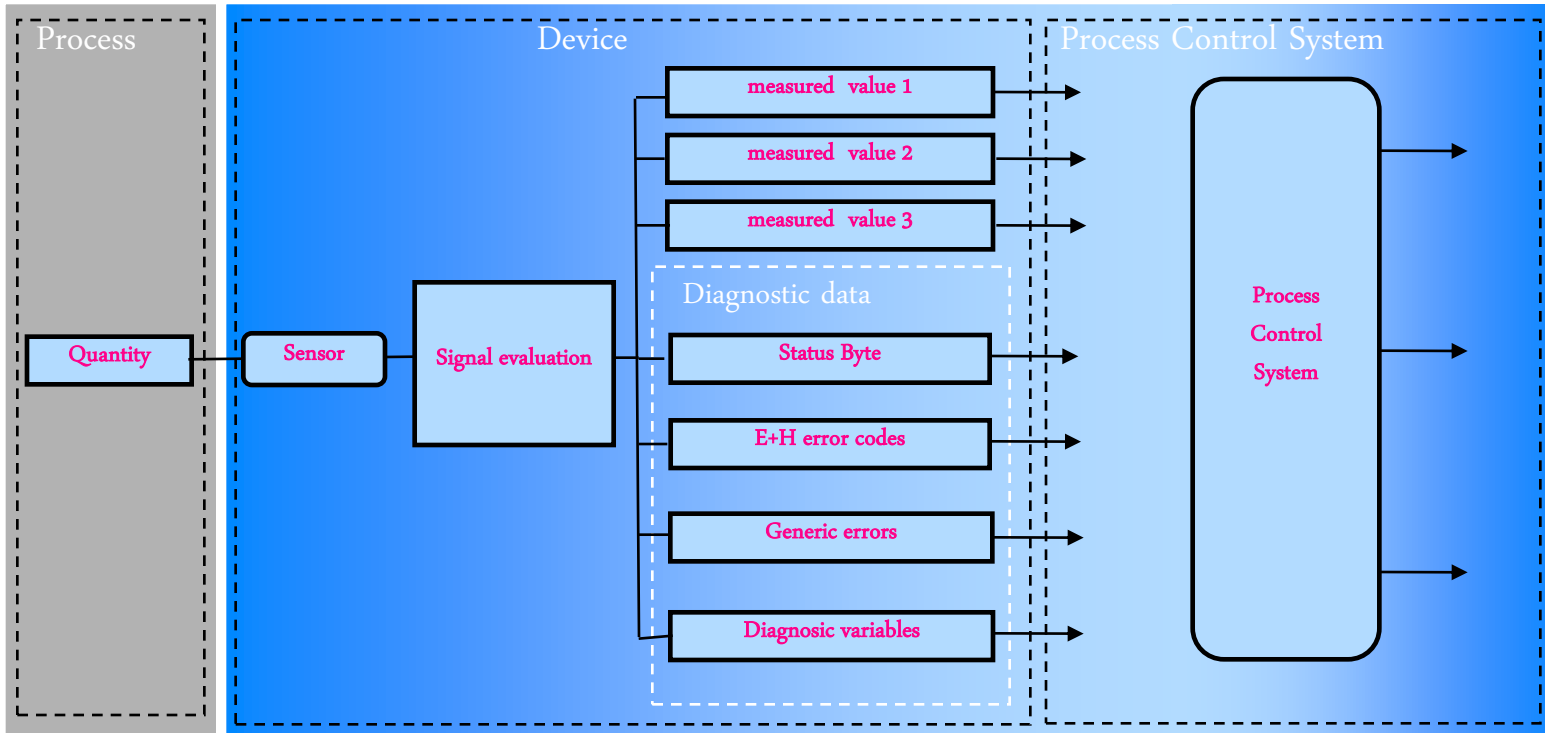 Process
Device
Process Control System
measured value 1
measured value 2
measured value 3
Diagnostic data
Quantity
Sensor
Signal evaluation
Status Byte
E+H error codes
Generic errors
Diagnosic variables
Process
Control
System